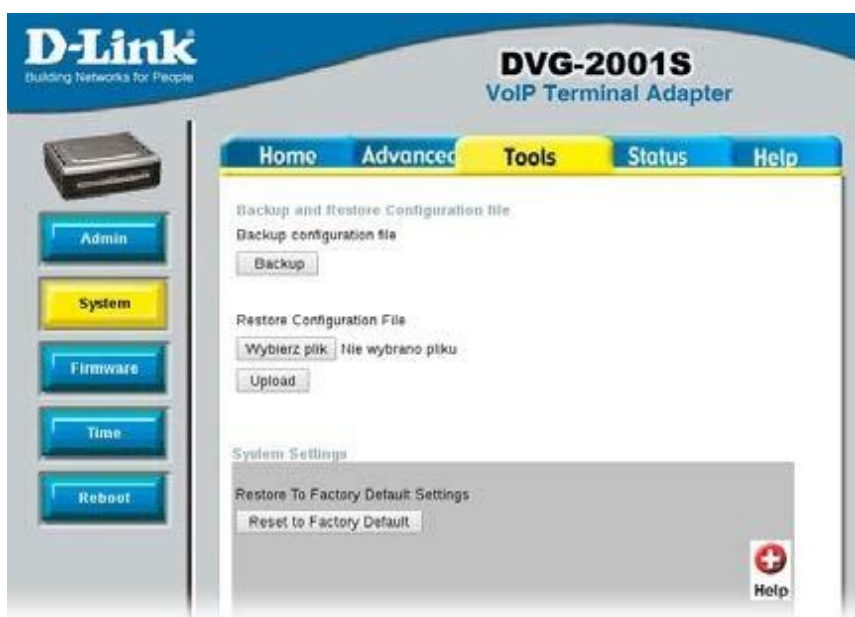 D-Link
Building Networks for People
DVG-2001S
VoIP Terminal Adapter
Home Advanced Tools Status Help
Admin
System
Firmware
Time
Reboot
Backup and Restore Configuration file
Backup configuration file
Backup
Restore Configuration File
Wybierz plik Nie wybrano pliku
Upload
System Settings
Restore To Factory Default Settings
Reset to Factory Default
Help